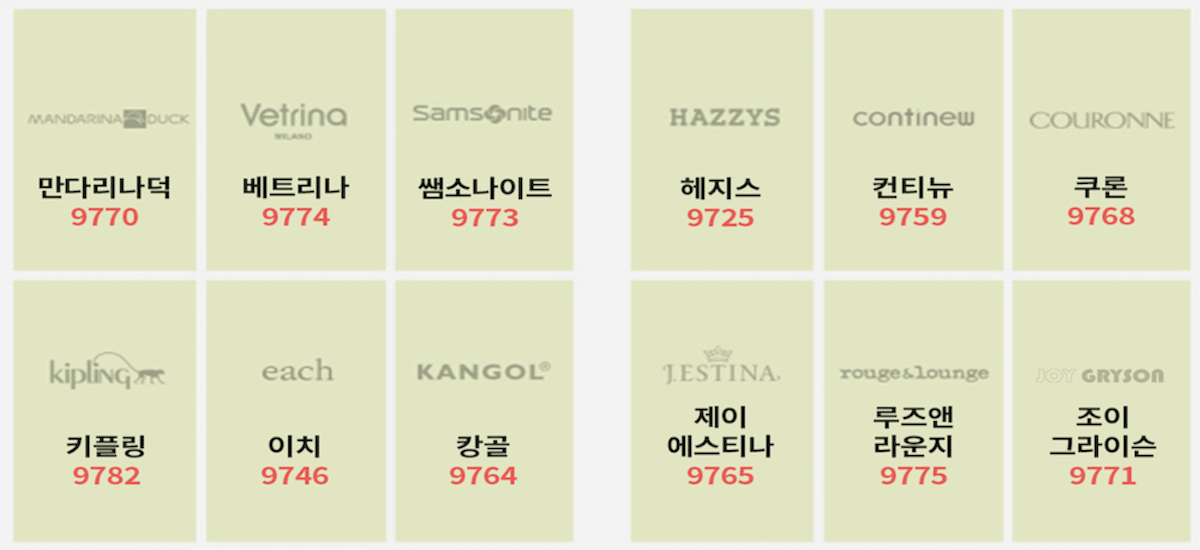 MANDARINA DUCK
만다리나덕
9770
Vetrina
MILANO
베트리나
9774
Samsonite
쌤소나이트
9773
HAZZYS
헤지스
9725
continew
컨티뉴
9759
COURONNE
쿠론
9768
kipling
키플링
9782
each
이치
9746
KANGOL®
캉골
9764
J.ESTINA
제이
에스티나
9765
rouge&lounge
루즈앤
라운지
9775
JOY GRYSON
조이
그라이슨
9771